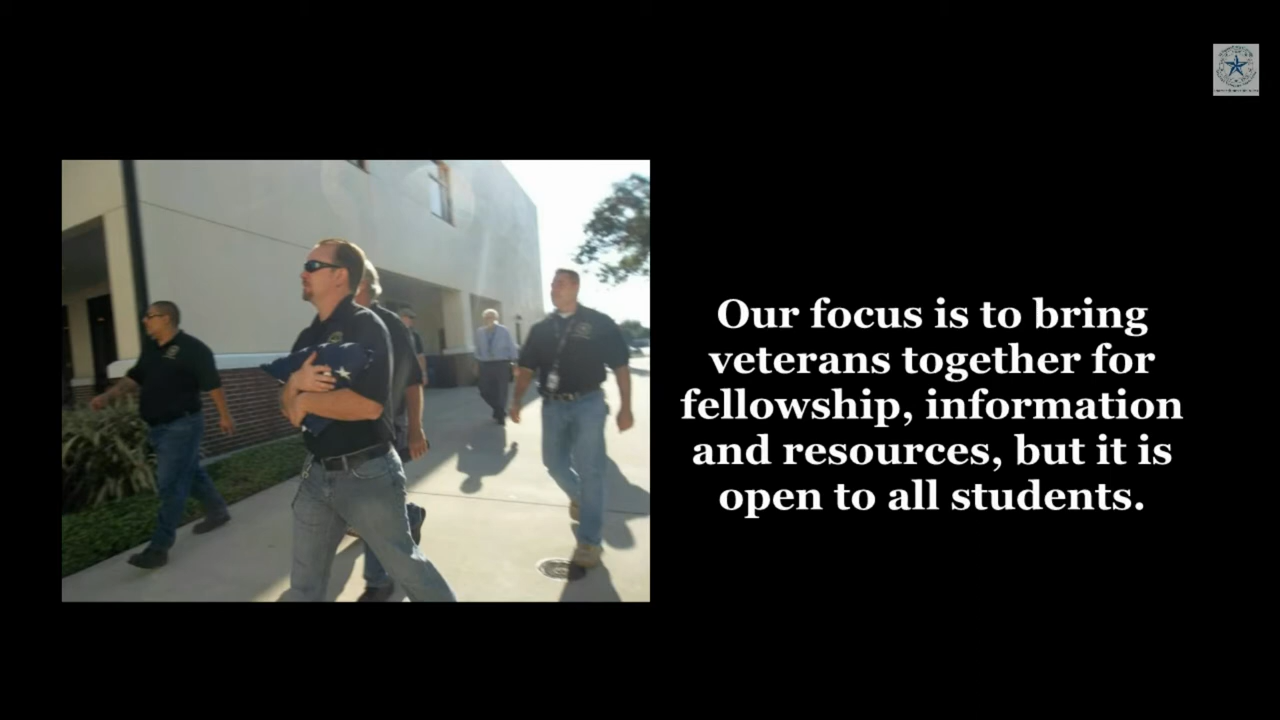 Our focus is to bring
veterans together for
fellowship, information
and resources, but it is
open to all students.